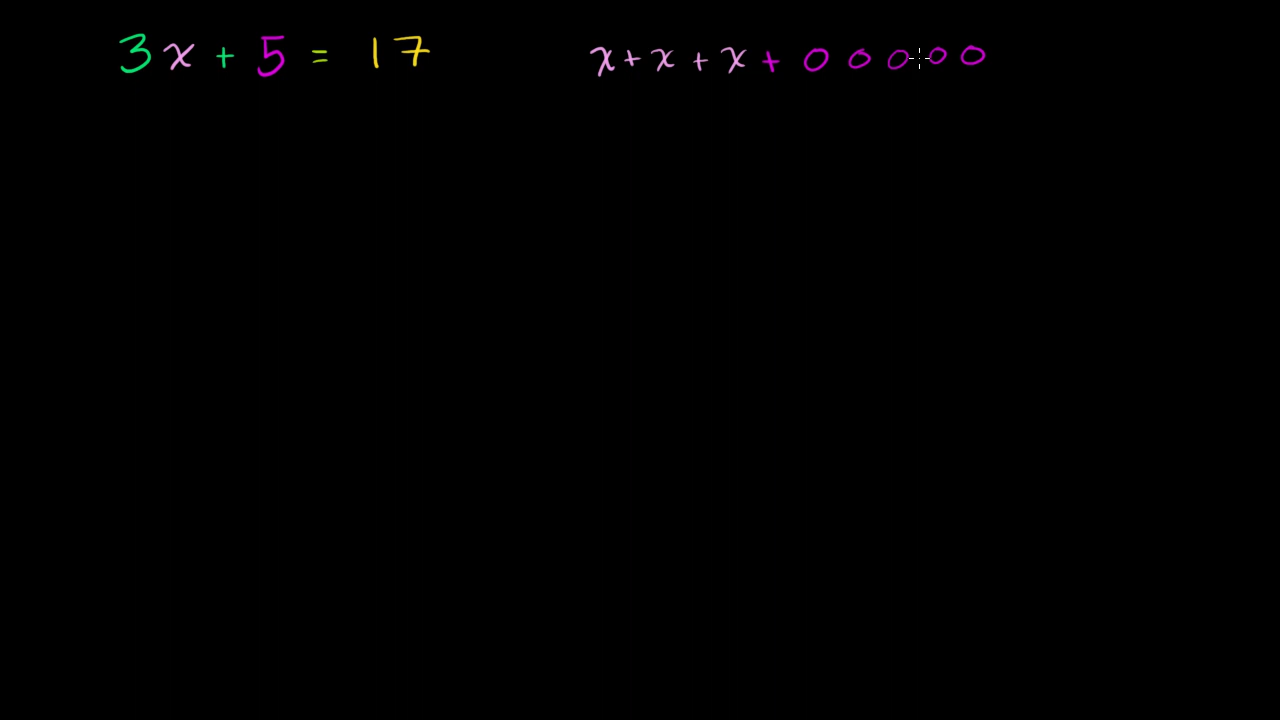 3x + 5 = 17
x + x + x + 0 0 0 0 0